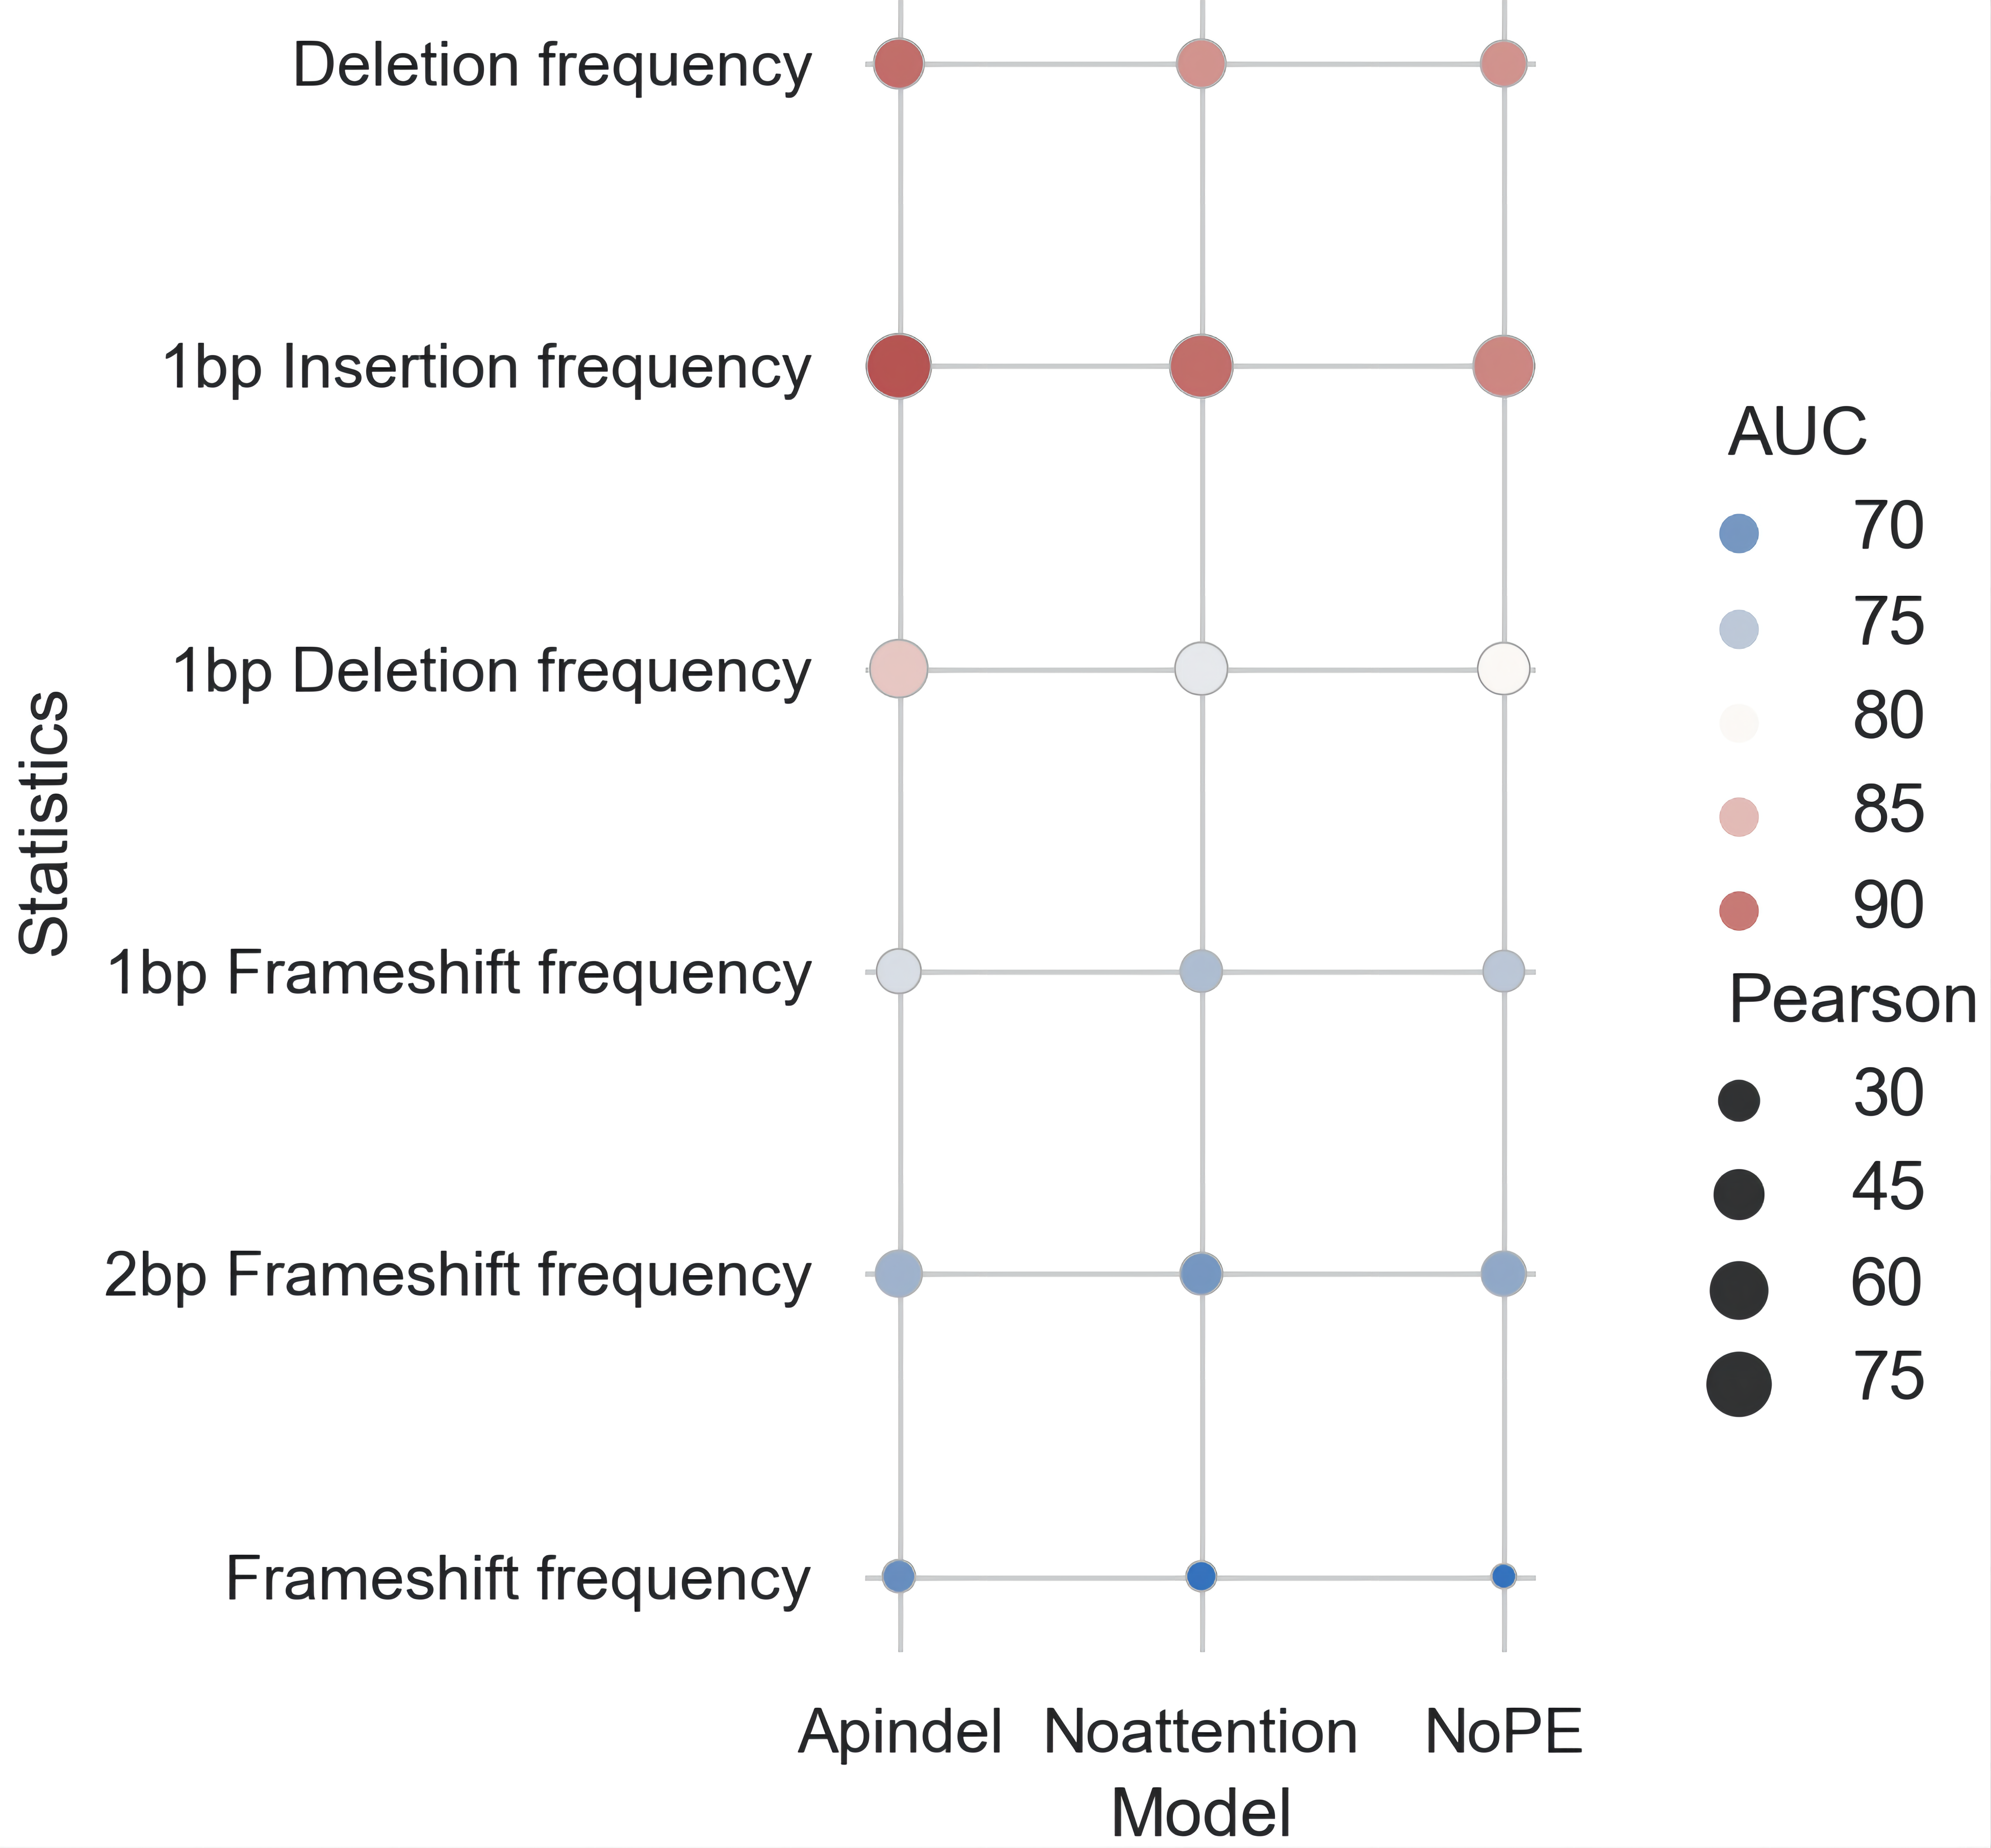 Statistics
Deletion frequency
1bp Insertion frequency
1bp Deletion frequency
1bp Frameshift frequency
2bp Frameshift frequency
Frameshift frequency
Apindel Noattention NoPE
Model
AUC
70
75
80
85
90
Pearson
30
45
60
75